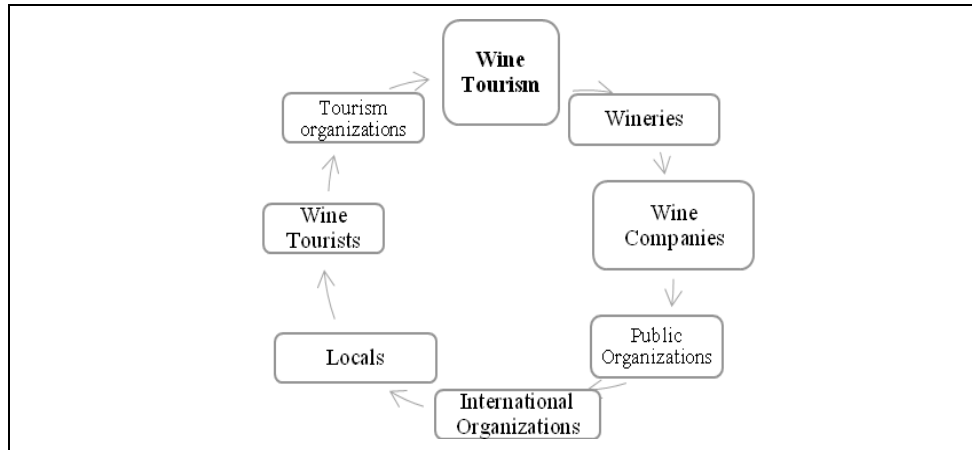 Wine
Tourism
Wineries
Wine
Companies
Public
Organizations
International
Organizations
Locals
Wine
Tourists
Tourism
organizations